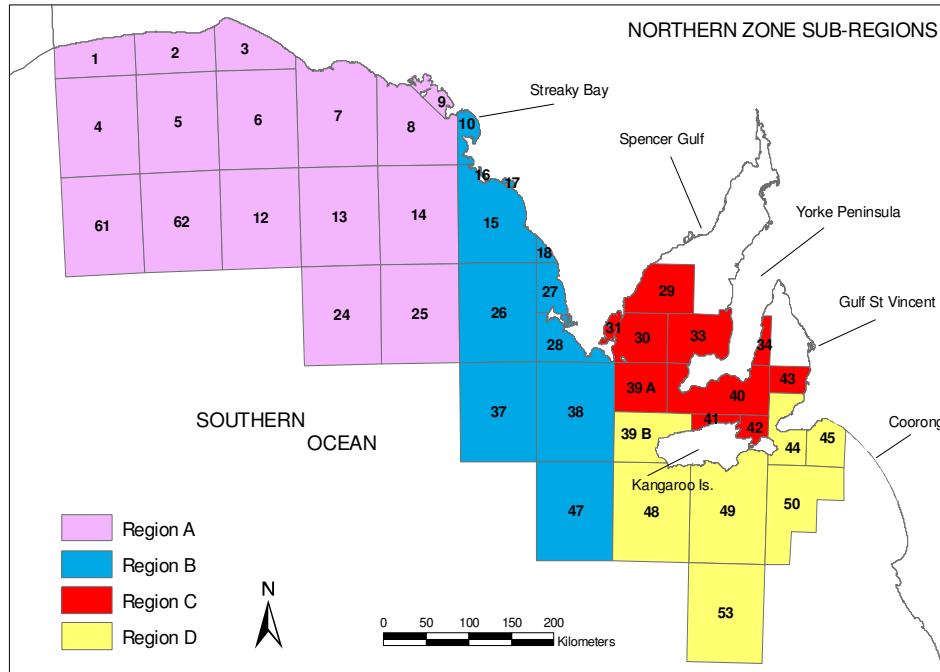 NORTHERN ZONE SUB-REGIONS
1
2
3
4
5
6
7
8
9
10
Streaky Bay
Spencer Gulf
16
17
Yorke Peninsula
61
62
12
13
14
15
18
Gulf St Vincent
24
25
26
27
28
29
30
31
33
34
43
39 A
40
41
42
37
38
39 B
44
45
Coorong
SOUTHERN
OCEAN
Kangaroo Is.
47
48
49
50
53
Region A
Region B
Region C
Region D
N
0 50 100 150 200
Kilometers